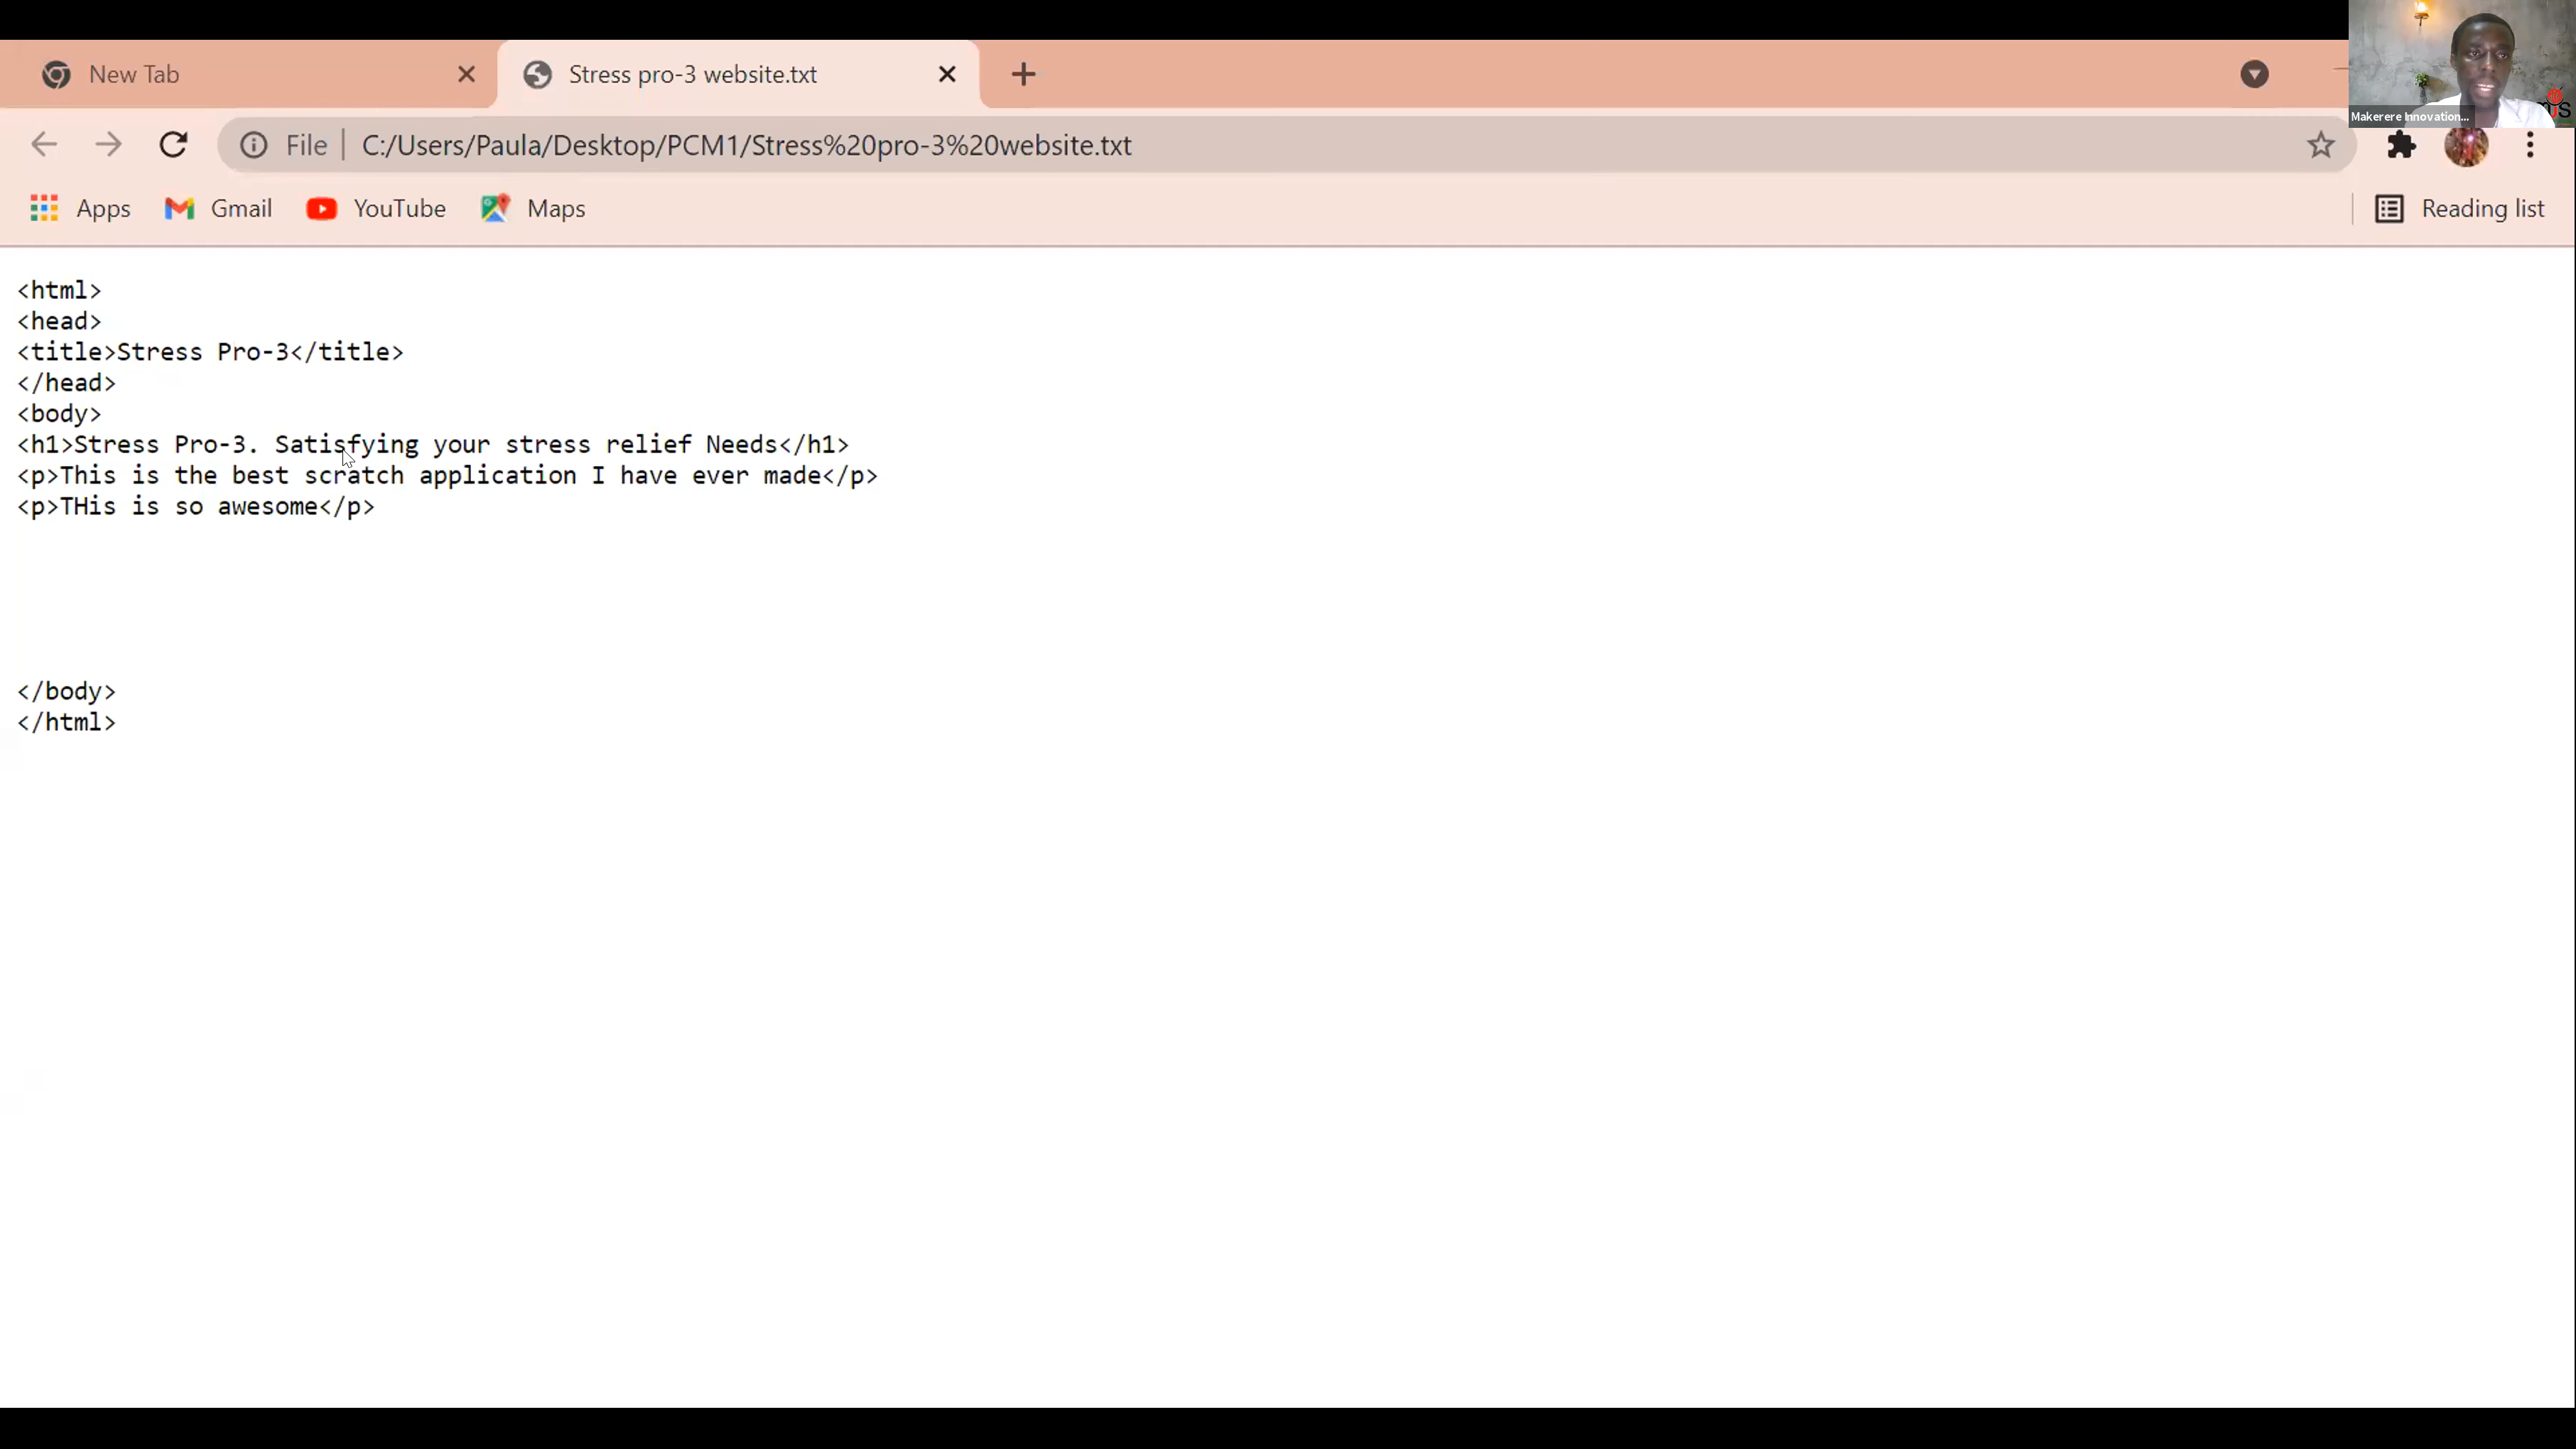 New Tab
Stress pro-3 website.txt
File
C:/Users/Paula/Desktop/PCM1/Stress%20pro-3%20website.txt
Makerere Innovation...
Apps
Gmail
YouTube
Maps
Reading list
<html>
<head>
<title>Stress Pro-3</title>
</head>
<body>
<h1>Stress Pro-3. Satisfying your stress relief Needs</h1>
<p>This is the best scratch application I have ever made</p>
<p>THis is so awesome</p>
</body>
</html>